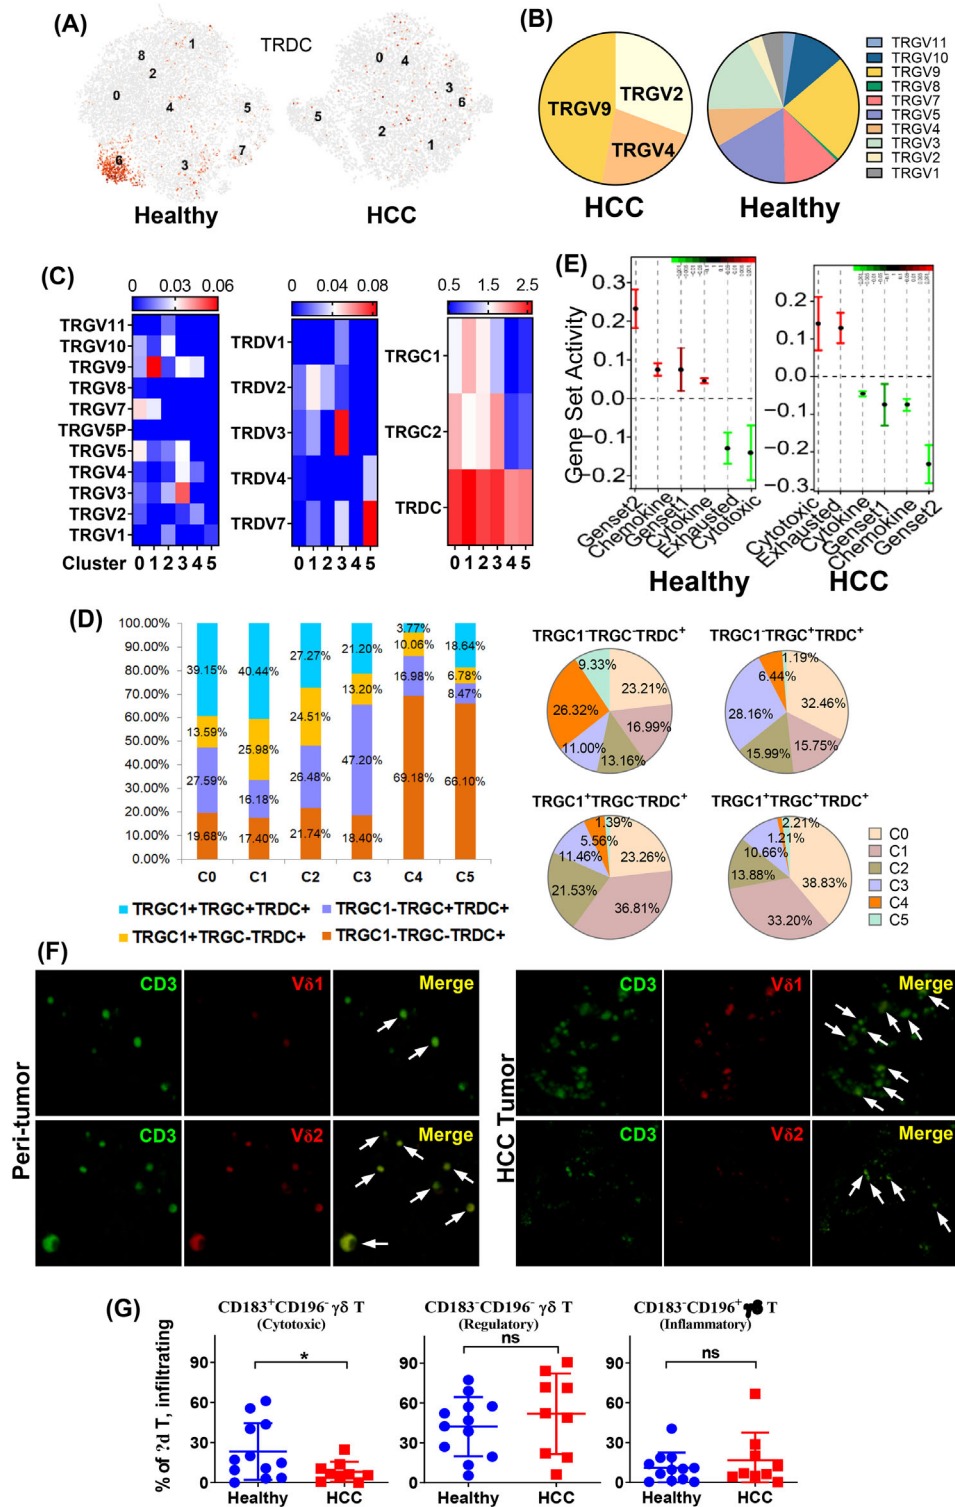 (A)
TRDC
8
1
2
0
4
5
7
6
3
Healthy
0
4
3
6
5
2
1
HCC
(B)
TRGV9
TRGV2
TRGV4
HCC
Healthy
TRGV11
TRGV10
TRGV9
TRGV8
TRGV7
TRGV5
TRGV4
TRGV3
TRGV2
TRGV1
(C)
0 0.03 0.06
TRGV11
TRGV10
TRGV9
TRGV8
TRGV7
TRGV5P
TRGV5
TRGV4
TRGV3
TRGV2
TRGV1
Cluster 0 1 2 3 4 5
0 0.04 0.08
TRDV1
TRDV2
TRDV3
TRDV4
TRDV7
0 1 2 3 4 5
0.5 1.5 2.5
TRGC1
TRGC2
TRDC
0 1 2 3 4 5
(E)
Gene Set Activity
0.3
0.2
0.1
0.0
-0.1
-0.2
Genset2
Chemokine
Genset1
Cytokine
Exhausted
Cytotoxic
Healthy
0.2
0.1
0.0
-0.1
-0.2
-0.3
Cytotoxic
Exhausted
Cytokine
Genset1
Chemokine
Genset2
HCC
(D)
100.00%
90.00%
80.00%
70.00%
60.00%
50.00%
40.00%
30.00%
20.00%
10.00%
0.00%
39.15%
13.59%
27.59%
19.68%
40.44%
25.98%
16.18%
17.40%
27.27%
24.51%
26.48%
21.74%
21.20%
13.20%
47.20%
18.40%
3.77%
10.06%
16.98%
69.18%
18.64%
6.78%
8.47%
66.10%
C0 C1 C2 C3 C4 C5
TRGC1+TRGC+TRDC+
TRGC1-TRGC+TRDC+
TRGC1+TRGC-TRDC+
TRGC1-TRGC-TRDC+
TRGC1⁻TRGC⁻TRDC⁺
9.33%
23.21%
26.32%
16.99%
11.00%
13.16%
TRGC1⁻TRGC⁺TRDC⁺
1.19%
6.44%
32.46%
28.16%
15.99%
15.75%
TRGC1⁺TRGC⁻TRDC⁺
1.39%
5.56%
23.26%
11.46%
21.53%
36.81%
TRGC1⁺TRGC⁺TRDC⁺
2.21%
1.21%
10.66%
13.88%
38.83%
33.20%
C0
C1
C2
C3
C4
C5
(F)
Peri-tumor
CD3
Vδ1
Merge
CD3
Vδ2
Merge
HCC Tumor
CD3
Vδ1
Merge
CD3
Vδ2
Merge
(G)
% of ?d T, infiltrating
CD183⁺CD196⁻ γδ T
(Cytotoxic)
*
90
60
30
0
Healthy HCC
CD183⁻CD196⁻ γδ T
(Regulatory)
ns
90
60
30
0
Healthy HCC
CD183⁻CD196⁺ T
(Inflammatory)
ns
90
60
30
0
Healthy HCC